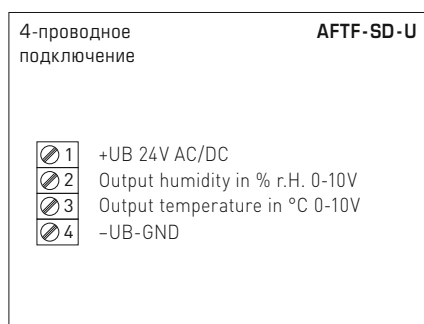 4-проводное AFTF-SD-U
подключение
1 +UB 24V AC/DC
2 Output humidity in % r.H. 0-10V
3 Output temperature in °C 0-10V
4 –UB-GND